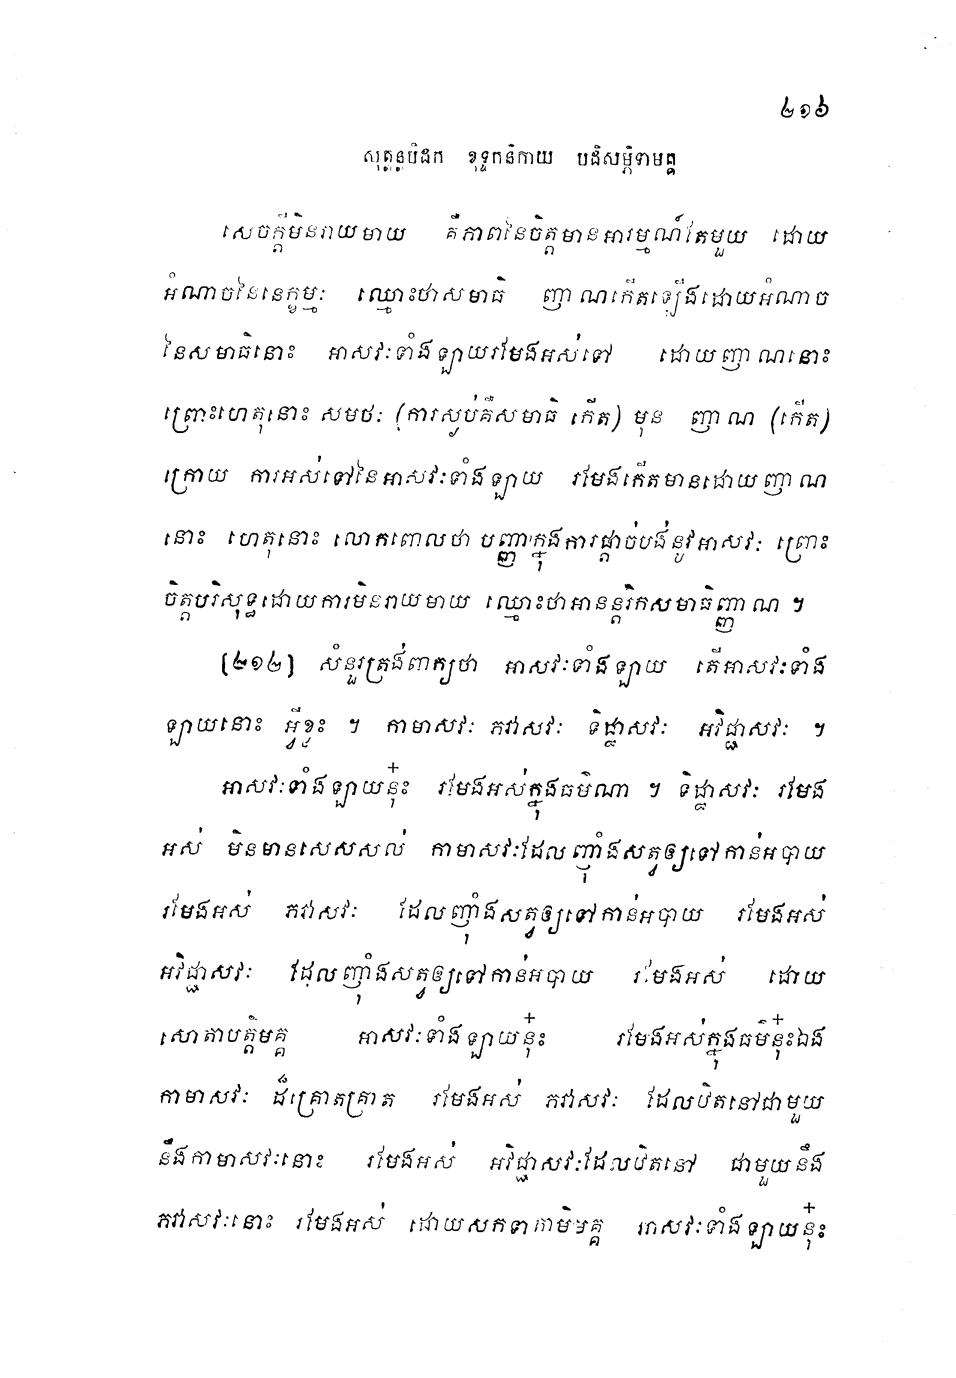 ២១៦
សុត្តន្តបិដក ខុទ្ទកនិកាយ បដិសម្ភិទាមគ្គ
សេចក្តីមិនរាយមាយ គឺភាពនៃចិត្តមានអារម្មណ៍តែមួយ ដោយ
អំណាចនៃនេក្ខម្មៈ ឈ្មោះថាសមាធិ ញាណកើតឡើងដោយអំណាច
នៃសមាធិនោះ អាសវៈទាំងឡាយរមែងអស់ទៅ ដោយញាណនោះ
ព្រោះហេតុនោះ សមថៈ (ការស្ងប់គឺសមាធិ កើត) មុន ញាណ (កើត)
ក្រោយ ការអស់ទៅនៃអាសវៈទាំងឡាយ រមែងកើតមានដោយញាណ
នោះ ហេតុនោះ លោកពោលថា បញ្ញាក្នុងការផ្តាច់បង់នូវអាសវៈ ព្រោះ
ចិត្តបរិសុទ្ធដោយការមិនរាយមាយ ឈ្មោះថាអានន្តរិកសមាធិញ្ញាណ ។
[២១២] សំនួរត្រង់ពាក្យថា អាសវៈទាំងឡាយ តើអាសវៈទាំង
ឡាយនោះ អ្វីខ្លះ ។ កាមាសវៈ ភវាសវៈ ទិដ្ឋាសវៈ អវិជ្ជាសវៈ ។
អាសវៈទាំងឡាយនុ៎ះ រមែងអស់ក្នុងធម៌ណា ។ ទិដ្ឋាសវៈ រមែង
អស់ មិនមានសេសសល់ កាមាសវៈដែលញុំាងសត្វឲ្យទៅកាន់អបាយ
រមែងអស់ ភវាសវៈ ដែលញុំាងសត្វឲ្យទៅកាន់អបាយ រមែងអស់
អវិជ្ជាសវៈ ដែលញុំាងសត្វឲ្យទៅកាន់អបាយ រមែងអស់ ដោយ
សោតាបត្តិមគ្គ អាសវៈទាំងឡាយនុ៎ះ រមែងអស់ក្នុងធម៌នុ៎ះឯង
កាមាសវៈ ដ៏គ្រោតគ្រាត រមែងអស់ ភវាសវៈ ដែលឋិតនៅជាមួយ
នឹងកាមាសវៈនោះ រមែងអស់ អវិជ្ជាសវៈដែលឋិតនៅ ជាមួយនឹង
ភវាសវៈនោះ រមែងអស់ ដោយសកទាគាមិមគ្គ អាសវៈទាំងឡាយនុ៎ះ